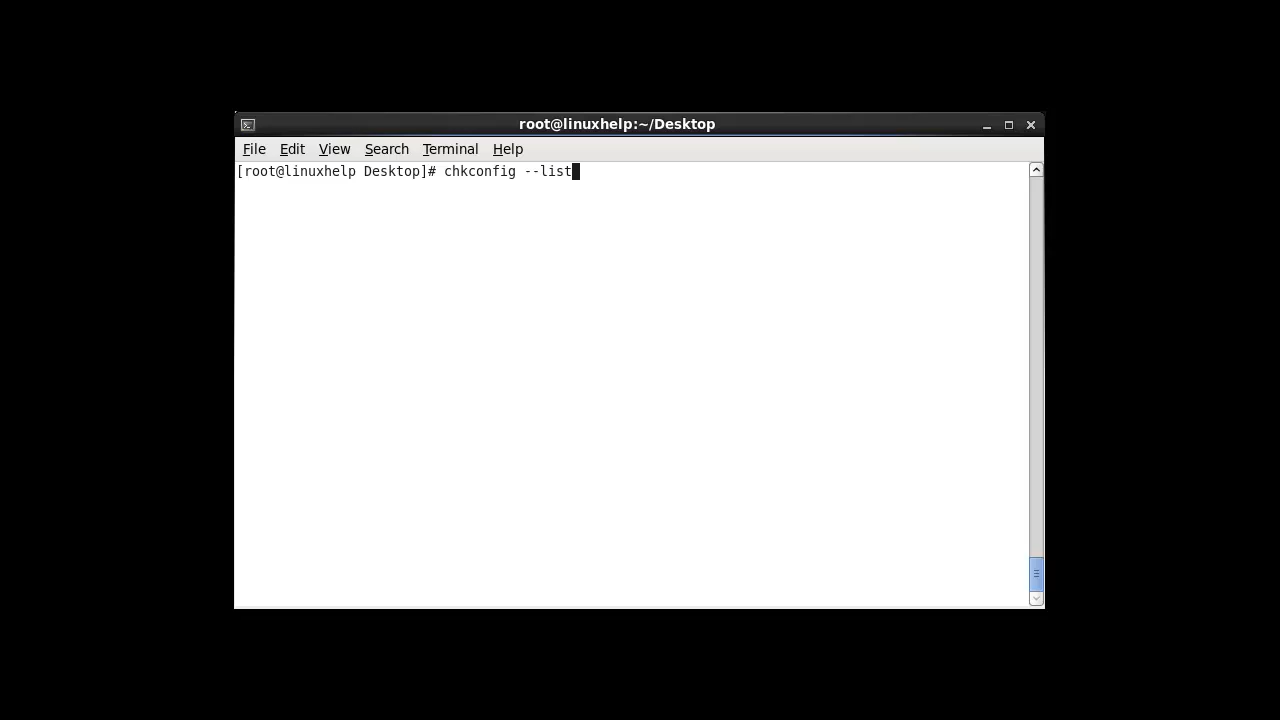 root@linuxhelp:~/Desktop
File Edit View Search Terminal Help
[root@linuxhelp Desktop]# chkconfig --list